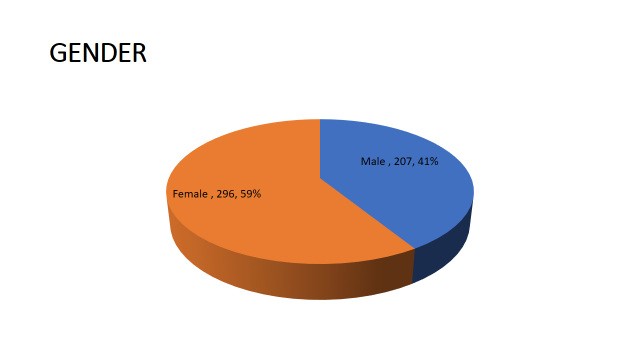 GENDER
Male , 207, 41%
Female , 296, 59%